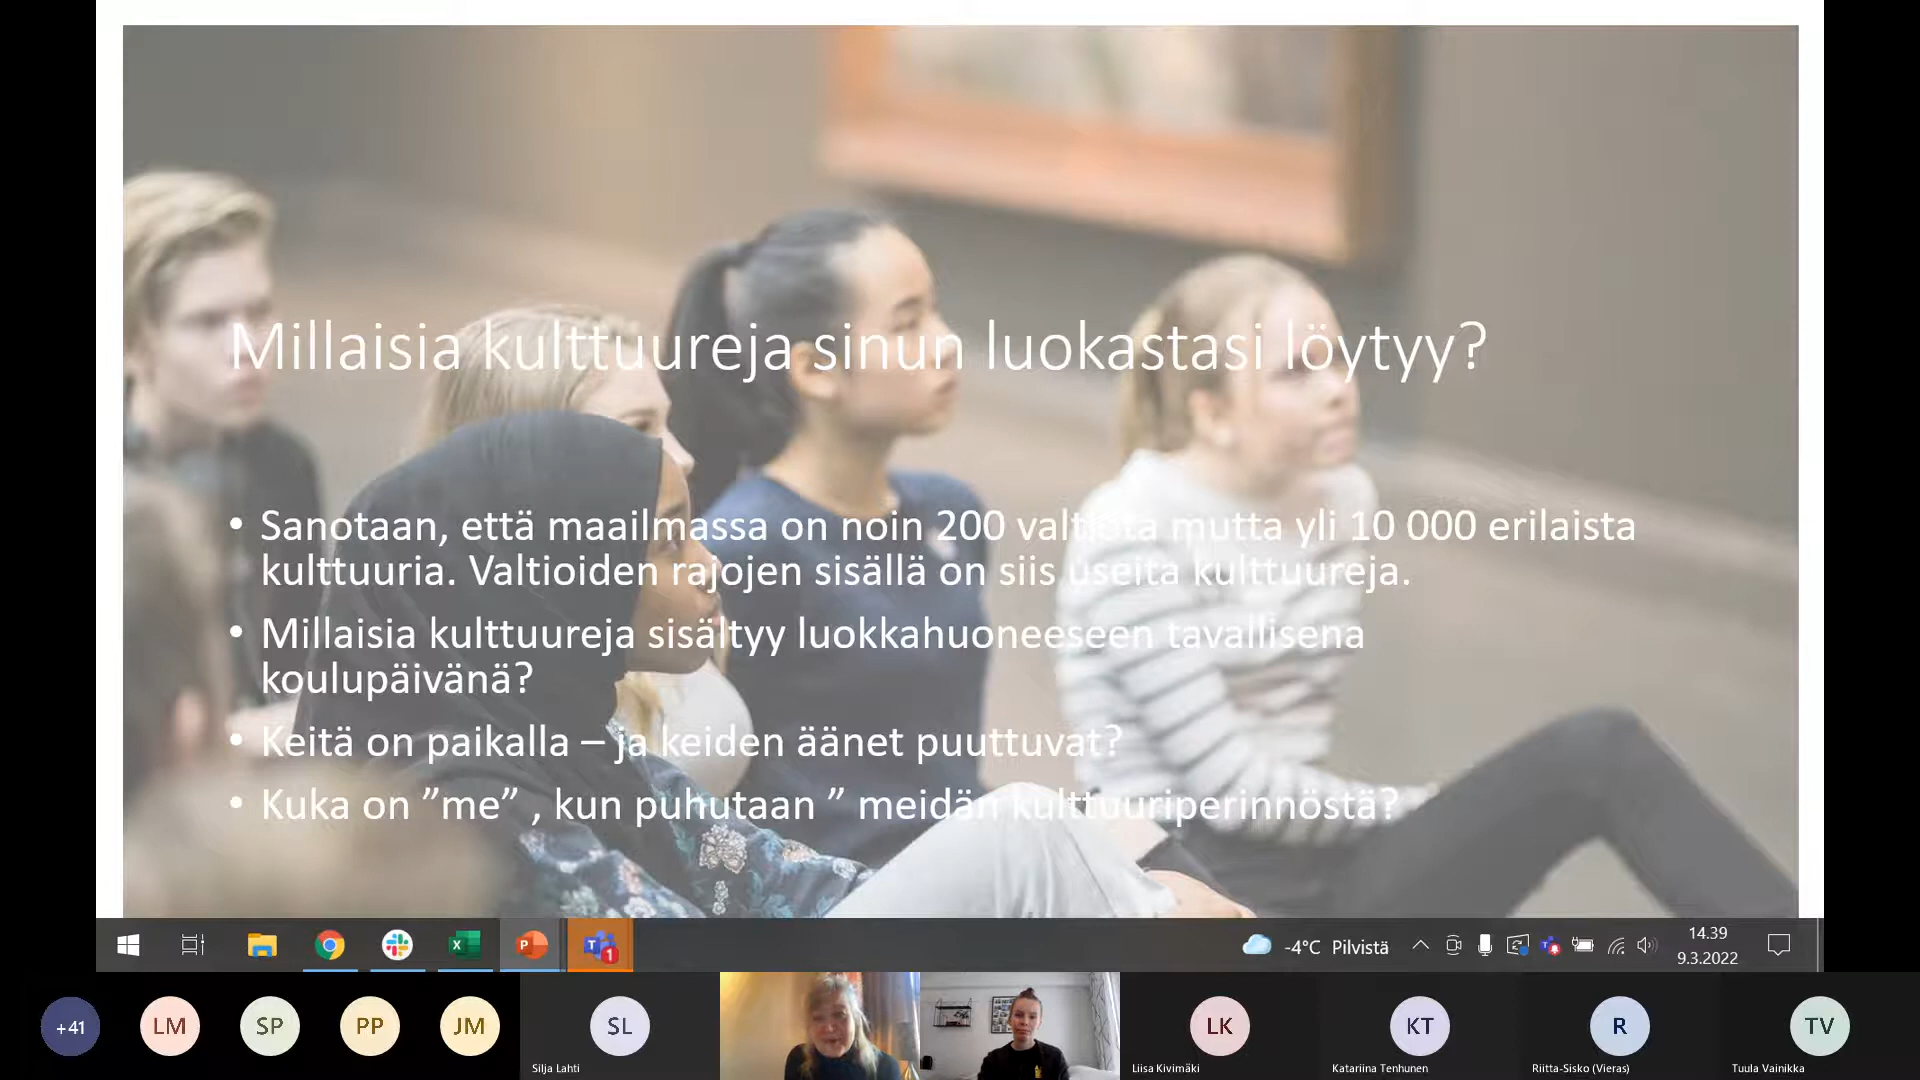 Millaisia kulttuureja sinun luokastasi löytyy?
• Sanotaan, että maailmassa on noin 200 valtiota mutta yli 10 000 erilaista
kulttuuria. Valtioiden rajojen sisällä on siis useita kulttuureja.
• Millaisia kulttuureja sisältyy luokkahuoneeseen tavallisena
koulupäivänä?
• Keitä on paikalla – ja keiden äänet puuttuvat?
• Kuka on ”me” , kun puhutaan ” meidän kulttuuriperinnöstä?
-4°C Pilvistä
14.39
9.3.2022
+41
LM
SP
PP
JM
SL
Silja Lahti
LK
Liisa Kivimäki
KT
Katariina Tenhunen
R
Riitta-Sisko (Vieras)
TV
Tuula Vainikka